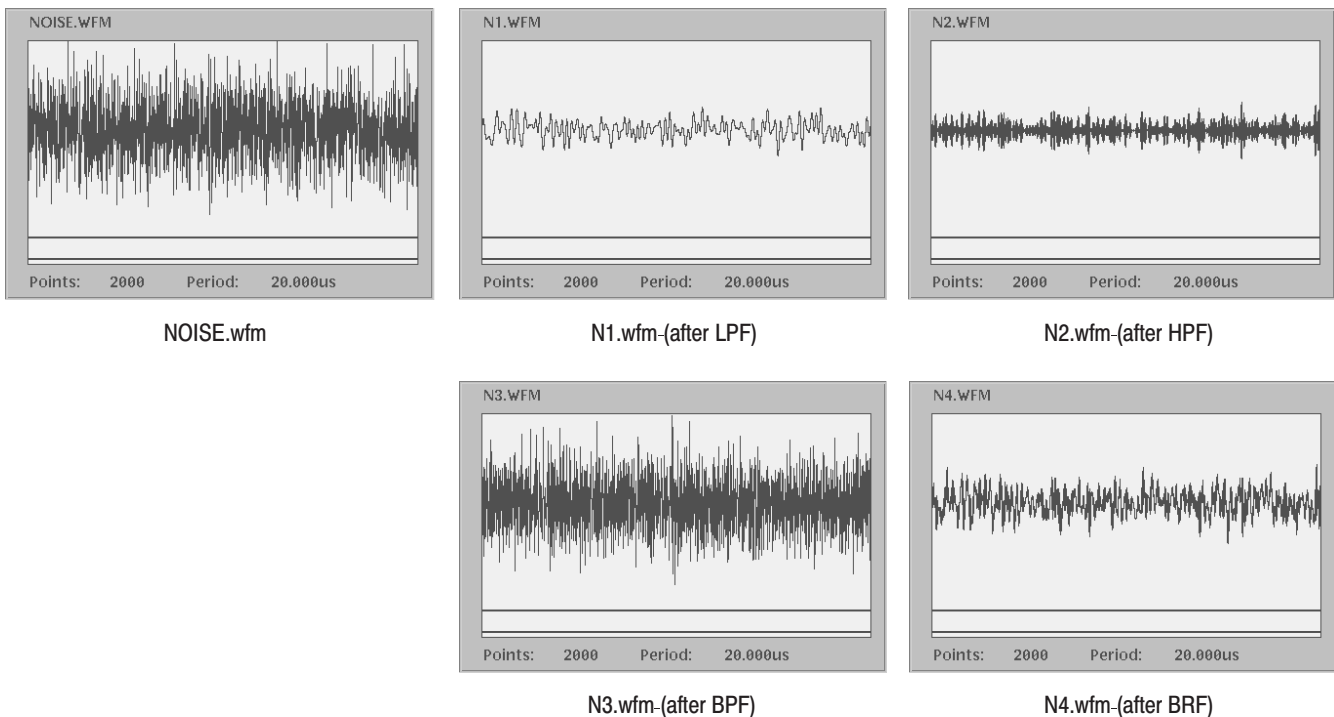 NOISE.WFM
Points: 2000 Period: 20.000us
NOISE.wfm
N1.WFM
Points: 2000 Period: 20.000us
N1.wfm-(after LPF)
N2.WFM
Points: 2000 Period: 20.000us
N2.wfm-(after HPF)
N3.WFM
Points: 2000 Period: 20.000us
N3.wfm-(after BPF)
N4.WFM
Points: 2000 Period: 20.000us
N4.wfm-(after BRF)